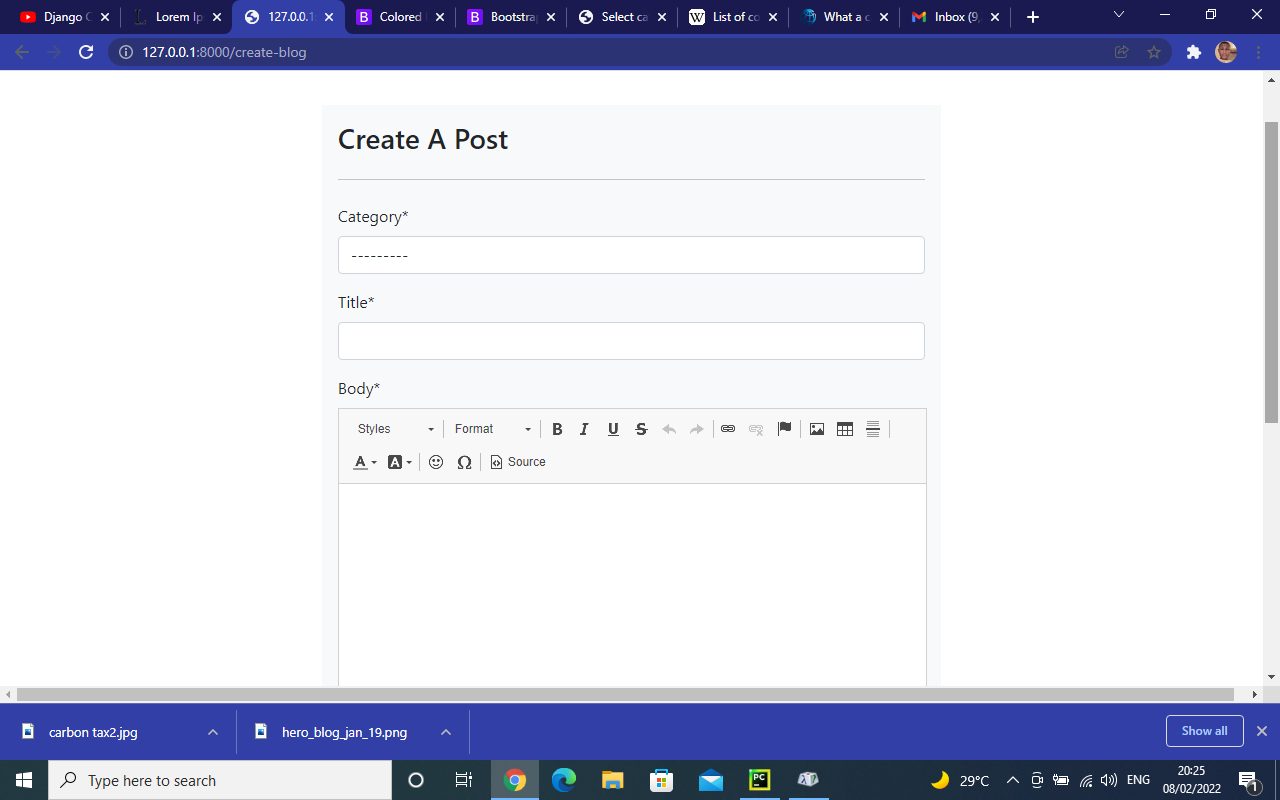 Django C
Lorem Ip
127.0.0.1
Colored
Bootstra
Select ca
List of co
What a c
Inbox (9,
127.0.0.1:8000/create-blog
Create A Post
Category*
---------
Title*
Body*
Styles
Format
B I U S
A A Ω Source
carbon tax2.jpg
hero_blog_jan_19.png
Show all
Type here to search
29°C
ENG
20:25
08/02/2022
1